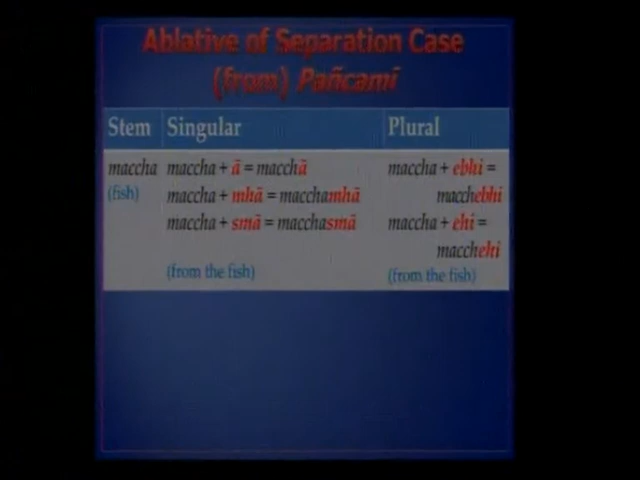 Ablative of Separation Case
(from) Pañcamī
Stem Singular Plural
maccha maccha + ā = macchā maccha + ebhi =
(fish) maccha + mhā = macchamhā macchebhi
maccha + smā = macchasmā maccha + ehi =
macchehi
(from the fish) (from the fish)